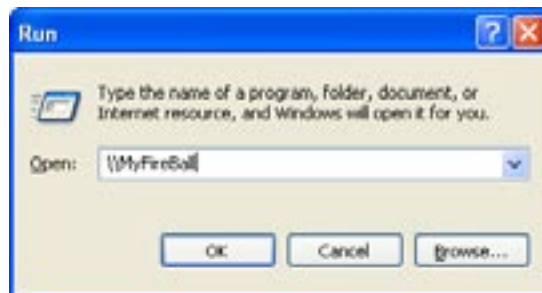 Run
Type the name of a program, folder, document, or
Internet resource, and Windows will open it for you.
Open:
\\MyFireBall
OK
Cancel
Browse...